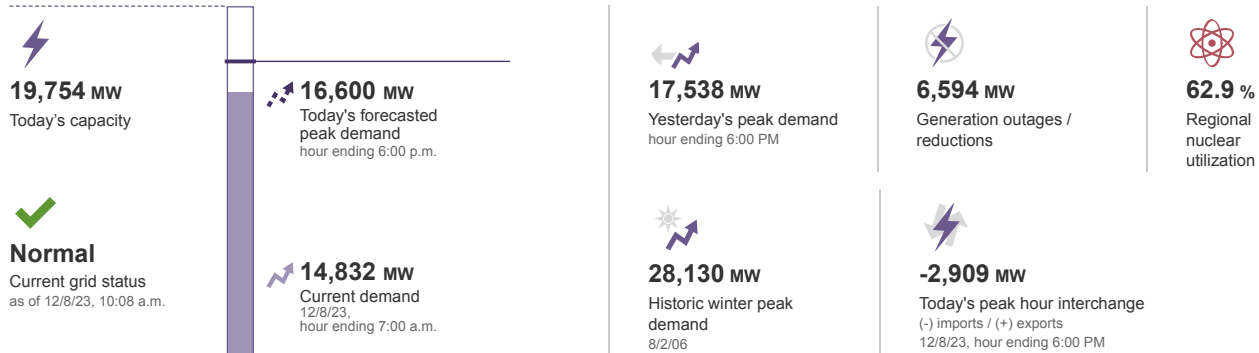 19,754 MW
Today's capacity
Normal
Current grid status
as of 12/8/23, 10:08 a.m.
16,600 MW
Today's forecasted
peak demand
hour ending 6:00 p.m.
14,832 MW
Current demand
12/8/23,
hour ending 7:00 a.m.
17,538 MW
Yesterday's peak demand
hour ending 6:00 PM
6,594 MW
Generation outages /
reductions
62.9 %
Regional
nuclear
utilization
28,130 MW
Historic winter peak
demand
8/2/06
-2,909 MW
Today's peak hour interchange
(-) imports / (+) exports
12/8/23, hour ending 6:00 PM